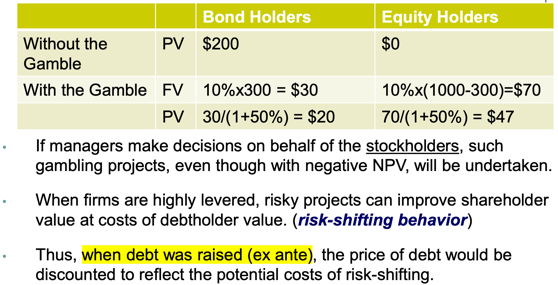 Bond Holders Equity Holders
Without the Gamble PV $200 $0
With the Gamble FV 10%x300 = $30 10%x(1000-300)=$70
PV 30/(1+50%) = $20 70/(1+50%) = $47
• If managers make decisions on behalf of the stockholders, such
gambling projects, even though with negative NPV, will be undertaken.
• When firms are highly levered, risky projects can improve shareholder
value at costs of debtholder value. (risk-shifting behavior)
• Thus, when debt was raised (ex ante), the price of debt would be
discounted to reflect the potential costs of risk-shifting.